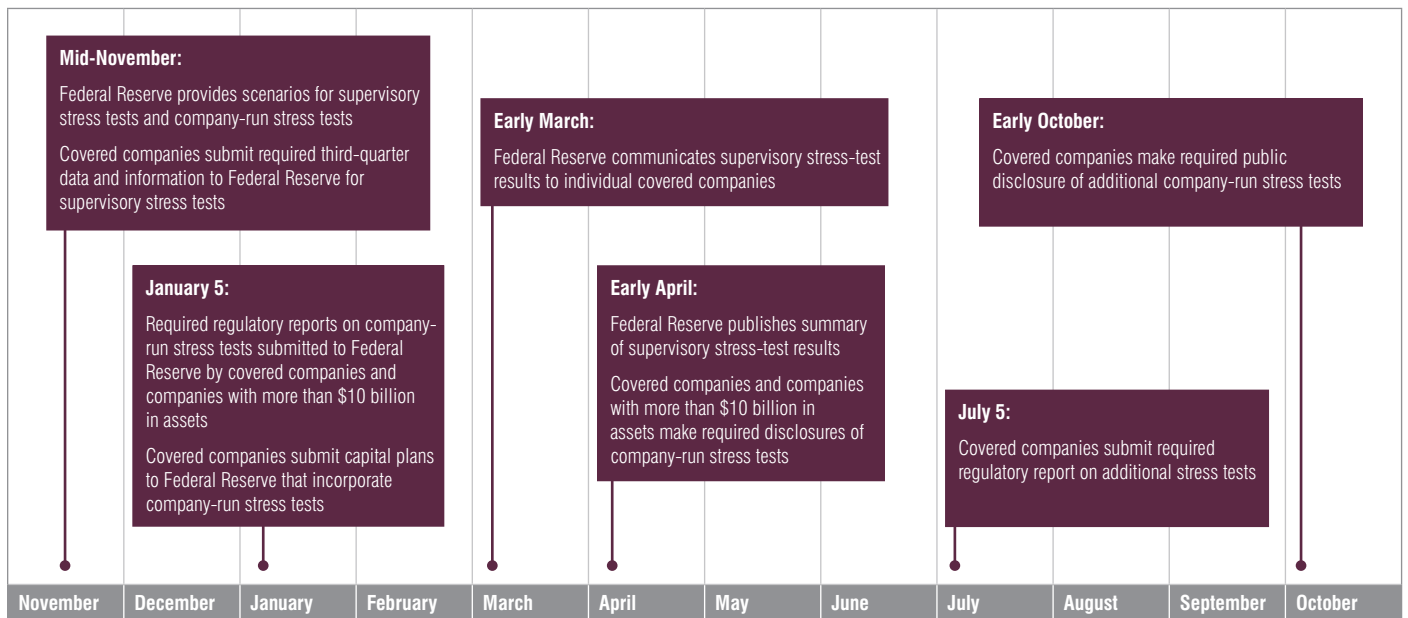 Mid-November:
Federal Reserve provides scenarios for supervisory
stress tests and company-run stress tests
Covered companies submit required third-quarter
data and information to Federal Reserve for
supervisory stress tests
January 5:
Required regulatory reports on company-
run stress tests submitted to Federal
Reserve by covered companies and
companies with more than $10 billion
in assets
Covered companies submit capital plans
to Federal Reserve that incorporate
company-run stress tests
Early March:
Federal Reserve communicates supervisory stress-test
results to individual covered companies
Early April:
Federal Reserve publishes summary
of supervisory stress-test results
Covered companies and companies
with more than $10 billion in
assets make required disclosures of
company-run stress tests
Early October:
Covered companies make required public
disclosure of additional company-run stress tests
July 5:
Covered companies submit required
regulatory report on additional stress tests
November December January February March April May June July August September October